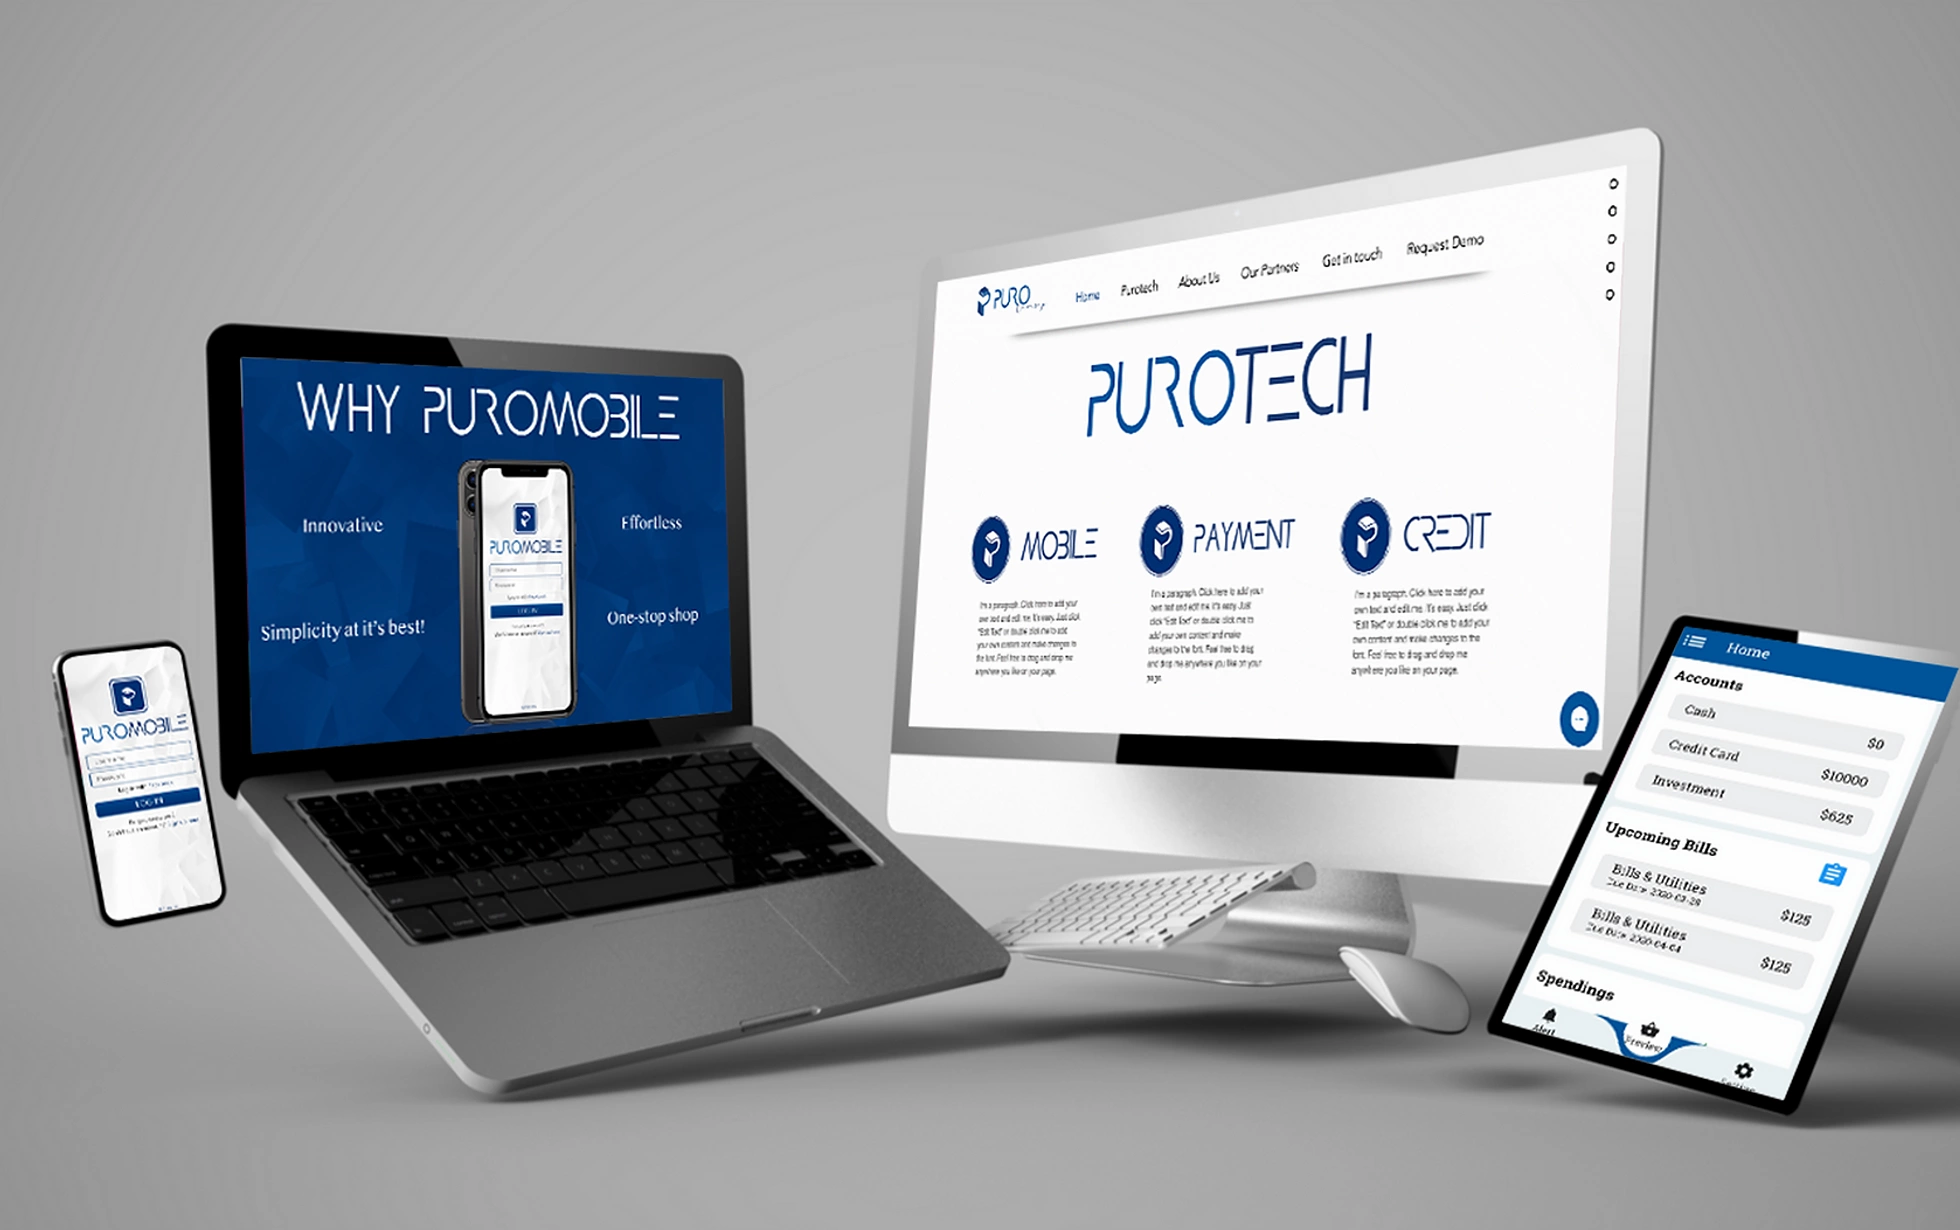 PUROMOBILE
LOG IN
WHY PUROMOBILE
Innovative
Effortless
Simplicity at it's best!
One-stop shop
PUROMOBILE
LOG IN
PURO
Home
Purotech
About Us
Our Partners
Get in touch
Request Demo
PUROTECH
MOBILE
I'm a paragraph. Click here to add your
own text and edit me. It's easy. Just click
"Edit Text" or double click me to add
your own content and make changes to
the font. Feel free to drag and drop me
anywhere you like on your page.
PAYMENT
I'm a paragraph. Click here to add your
own text and edit me. It's easy. Just
click "Edit Text" or double click me to
add your own content and make
changes to the font. Feel free to drag
and drop me anywhere you like on your
page.
CREDIT
I'm a paragraph. Click here to add your
own text and edit me. It's easy. Just click
"Edit Text" or double click me to add your
own content and make changes to the
font. Feel free to drag and drop me
anywhere you like on your page.
Home
Accounts
Cash
$0
Credit Card
$10000
Investment
$625
Upcoming Bills
Bills & Utilities
Due Date: 2020-03-28
$125
Bills & Utilities
Due Date: 2020-04-04
$125
Spendings
Alert
Preview